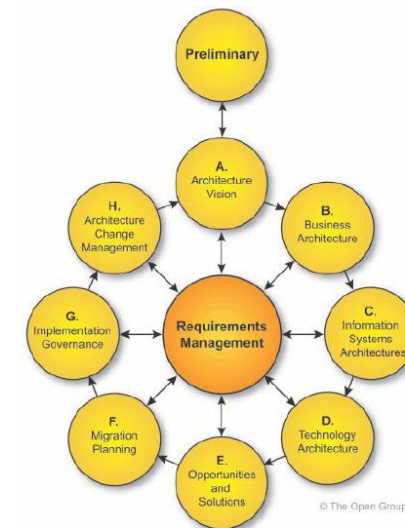 Preliminary
A.
Architecture
Vision
B.
Business
Architecture
C.
Information
Systems
Architectures
D.
Technology
Architecture
E.
Opportunities
and
Solutions
F.
Migration
Planning
G.
Implementation
Governance
H.
Architecture
Change
Management
Requirements
Management
© The Open Group